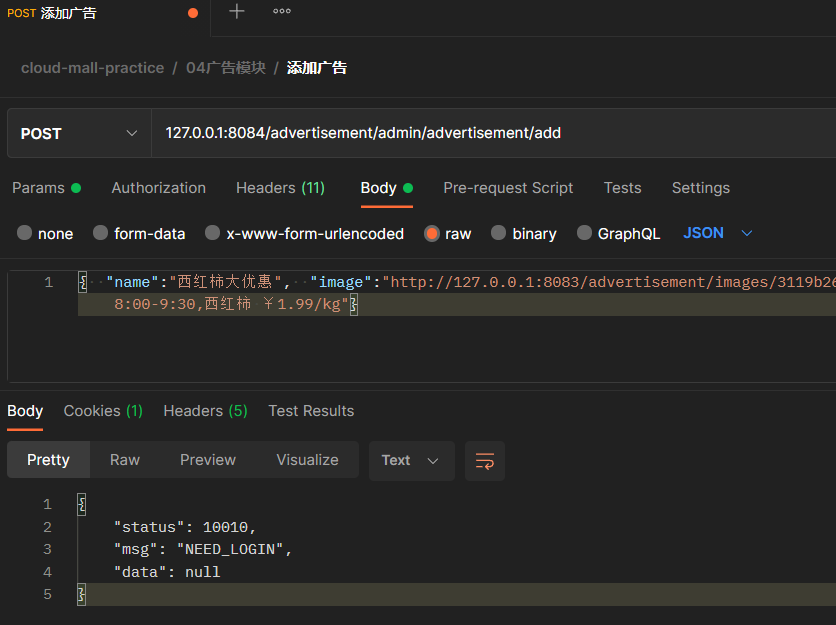 POST 添加广告
cloud-mall-practice / 04广告模块 / 添加广告
POST 127.0.0.1:8084/advertisement/admin/advertisement/add
Params Authorization Headers (11) Body Pre-request Script Tests Settings
none form-data x-www-form-urlencoded raw binary GraphQL JSON
1 { "name":"西红柿大优惠", "image":"http://127.0.0.1:8083/advertisement/images/3119b26
8:00-9:30,西红柿 ￥1.99/kg"}
Body Cookies (1) Headers (5) Test Results
Pretty Raw Preview Visualize Text
1 {
2 "status": 10010,
3 "msg": "NEED_LOGIN",
4 "data": null
5 }